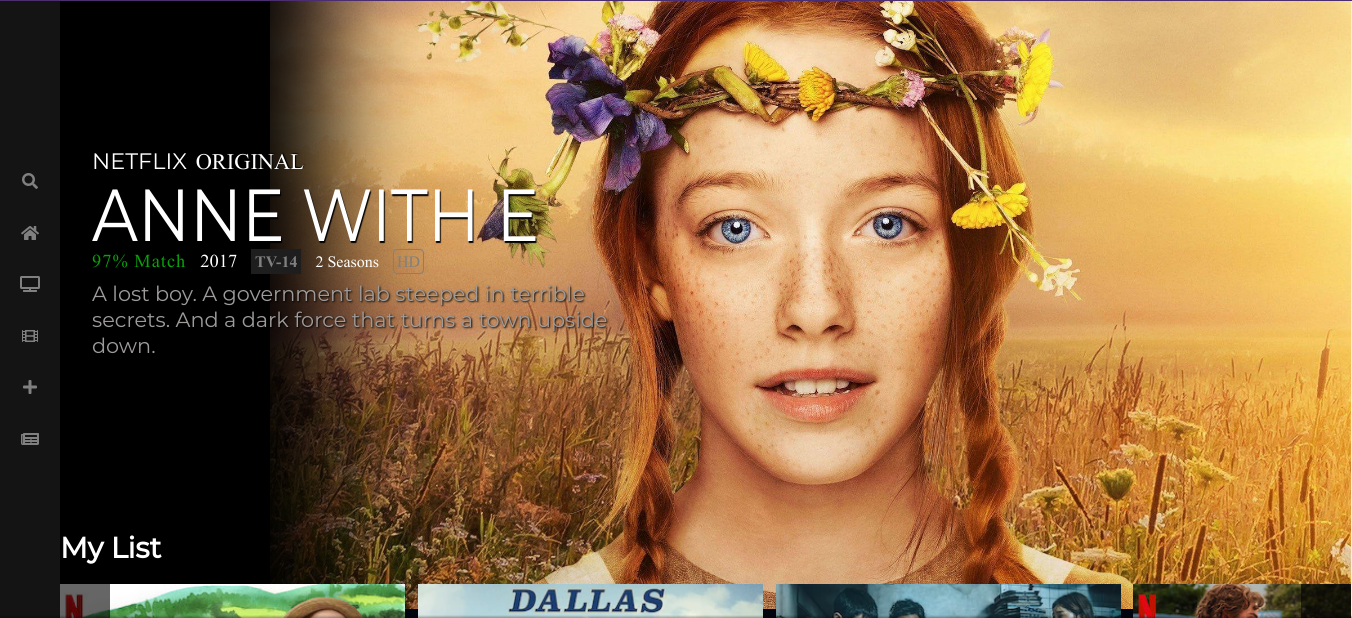 NETFLIX ORIGINAL
ANNE WITH E
97% Match 2017 TV-14 2 Seasons HD
A lost boy. A government lab steeped in terrible
secrets. And a dark force that turns a town upside
down.
My List
N
DALLAS
N